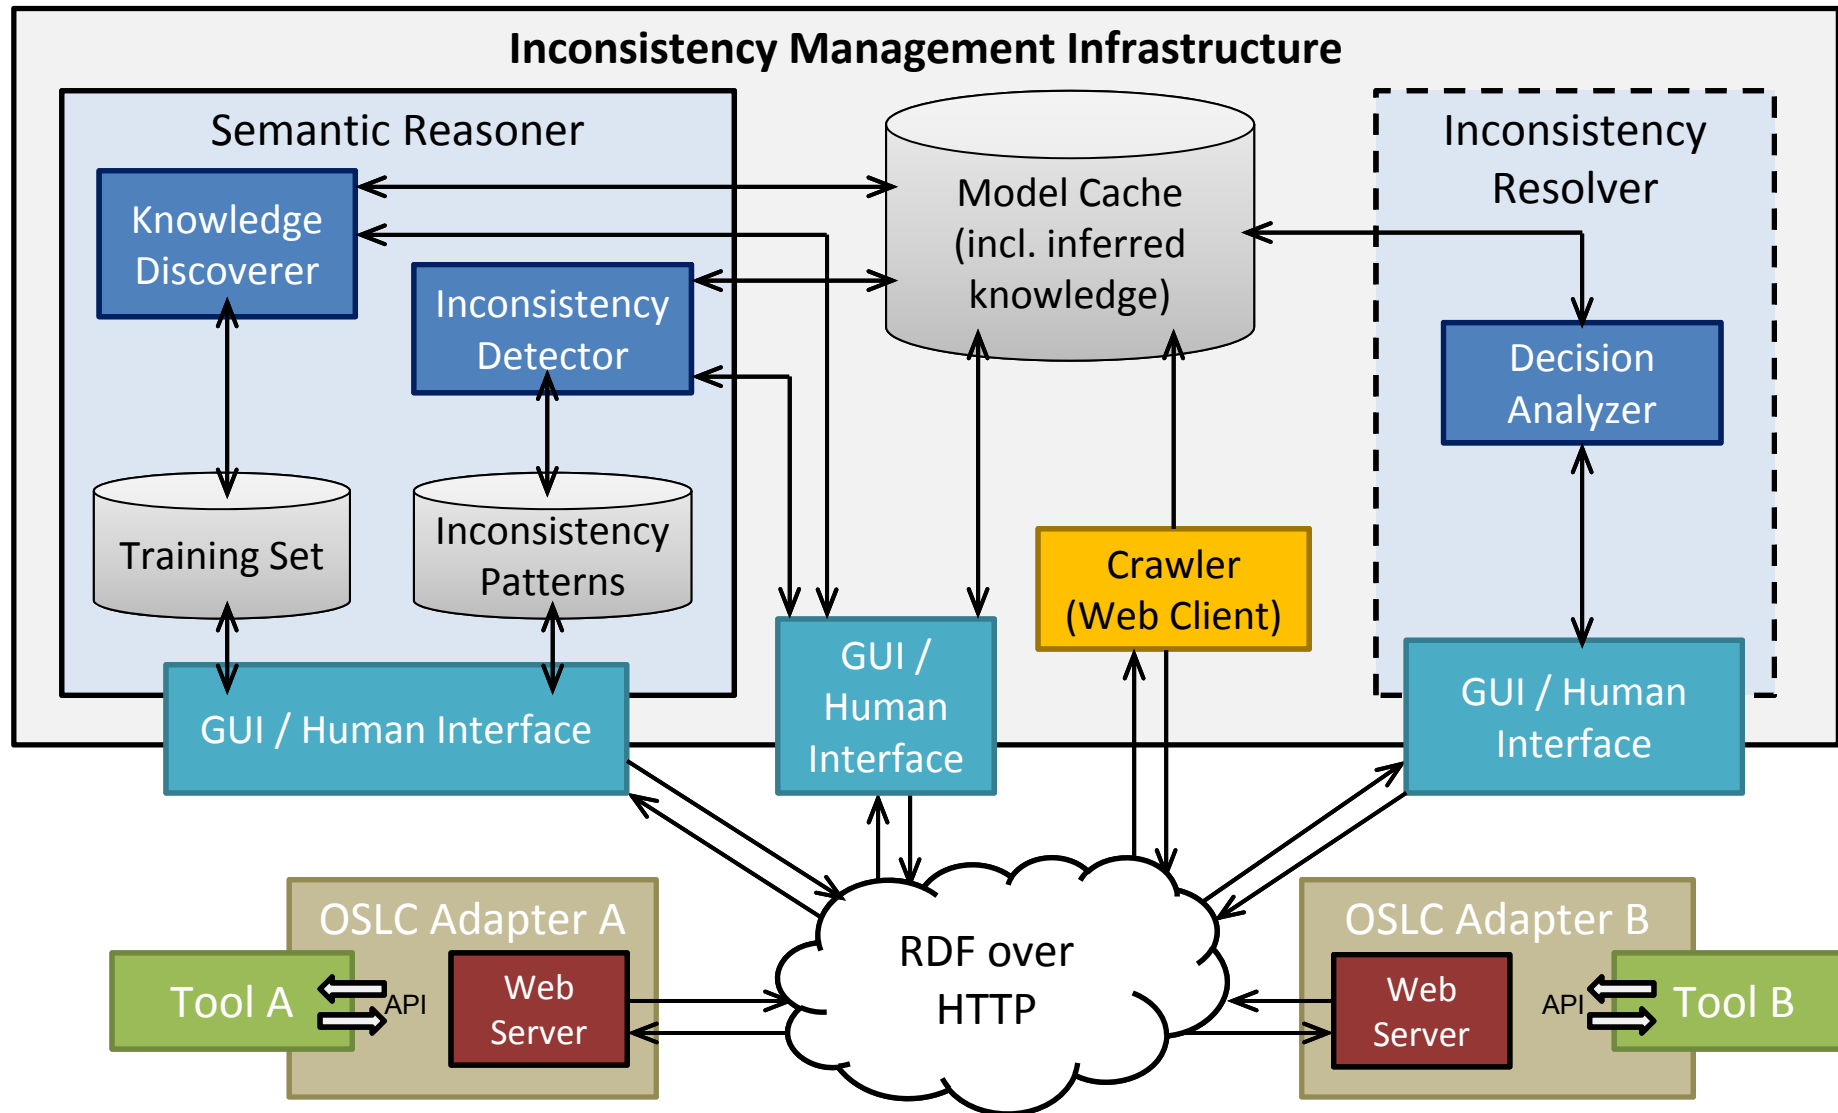 Inconsistency Management Infrastructure
Semantic Reasoner
Knowledge
Discoverer
Inconsistency
Detector
Training Set
Inconsistency
Patterns
GUI / Human Interface
Model Cache
(incl. inferred
knowledge)
GUI /
Human
Interface
Crawler
(Web Client)
Inconsistency
Resolver
Decision
Analyzer
GUI / Human
Interface
OSLC Adapter A
Tool A
API
Web
Server
RDF over
HTTP
OSLC Adapter B
Web
Server
API
Tool B